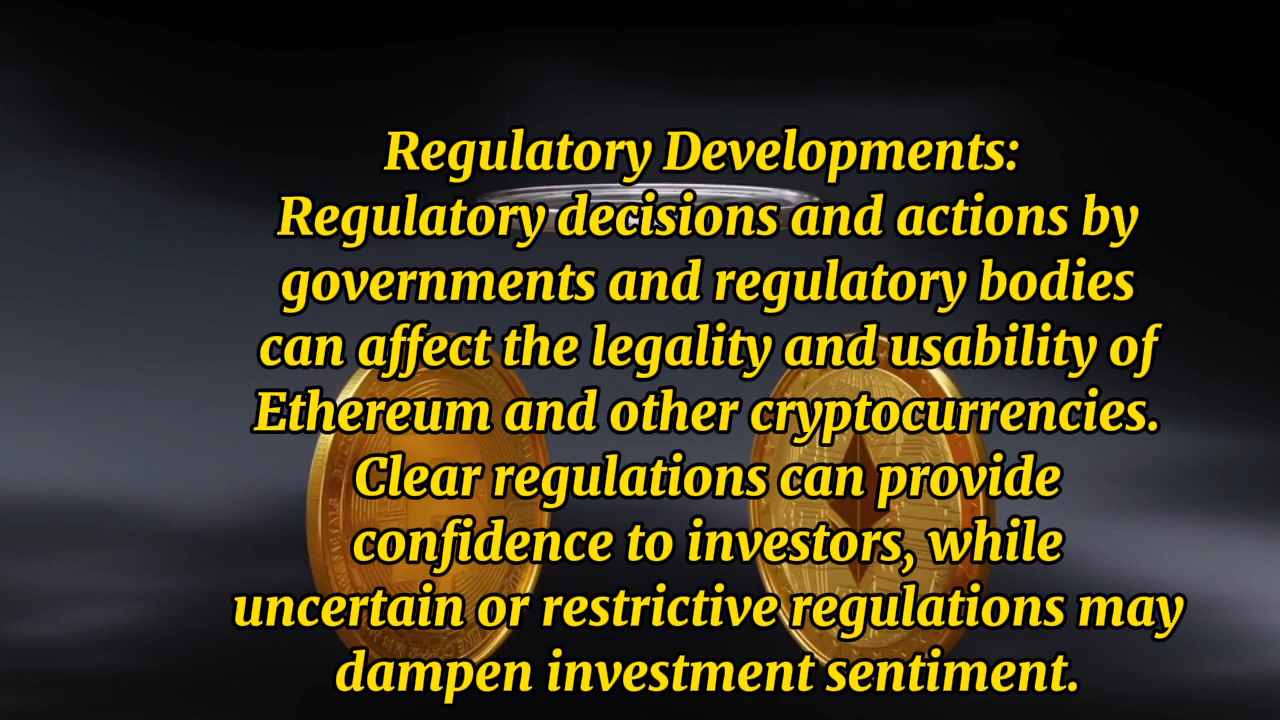 Regulatory Developments:
Regulatory decisions and actions by
governments and regulatory bodies
can affect the legality and usability of
Ethereum and other cryptocurrencies.
Clear regulations can provide
confidence to investors, while
uncertain or restrictive regulations may
dampen investment sentiment.